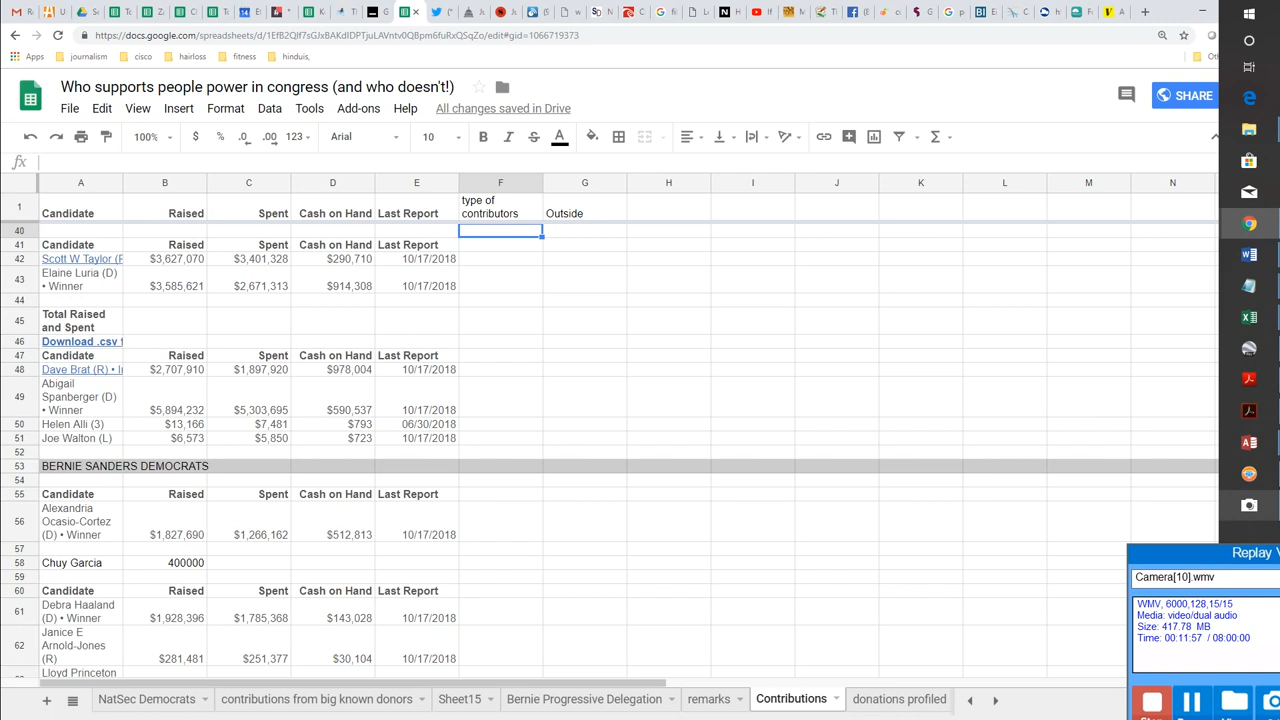 https://docs.google.com/spreadsheets/d/1EfB2Qlf7sGJxBAKdIDPTjuLAVntv0QBpm6fuRxQSqZo/edit#gid=1066719373
Apps journalism cisco hairloss fitness hinduis,
Who supports people power in congress (and who doesn't!)
File Edit View Insert Format Data Tools Add-ons Help All changes saved in Drive
SHARE
100% $ % .0 .00 123 Arial 10 B I S A
fx
A B C D E F G H I J K L M N
1 Candidate Raised Spent Cash on Hand Last Report type of contributors Outside
40
41 Candidate Raised Spent Cash on Hand Last Report
42 Scott W Taylor (F $3,627,070 $3,401,328 $290,710 10/17/2018
43 Elaine Luria (D) • Winner $3,585,621 $2,671,313 $914,308 10/17/2018
44
45 Total Raised and Spent
46 Download .csv f
47 Candidate Raised Spent Cash on Hand Last Report
48 Dave Brat (R) • In $2,707,910 $1,897,920 $978,004 10/17/2018
49 Abigail Spanberger (D) • Winner $5,894,232 $5,303,695 $590,537 10/17/2018
50 Helen Alli (3) $13,166 $7,481 $793 06/30/2018
51 Joe Walton (L) $6,573 $5,850 $723 10/17/2018
52
53 BERNIE SANDERS DEMOCRATS
54
55 Candidate Raised Spent Cash on Hand Last Report
56 Alexandria Ocasio-Cortez (D) • Winner $1,827,690 $1,266,162 $512,813 10/17/2018
57
58 Chuy Garcia 400000
59
60 Candidate Raised Spent Cash on Hand Last Report
61 Debra Haaland (D) • Winner $1,928,396 $1,785,368 $143,028 10/17/2018
62 Janice E Arnold-Jones (R) $281,481 $251,377 $30,104 10/17/2018
Lloyd Princeton
NatSec Democrats contributions from big known donors Sheet15 Bernie Progressive Delegation remarks Contributions donations profiled
Replay
Camera[10].wmv
WMV, 6000,128,15/15
Media: video/dual audio
Size: 417.78 MB
Time: 00:11:57 / 08:00:00